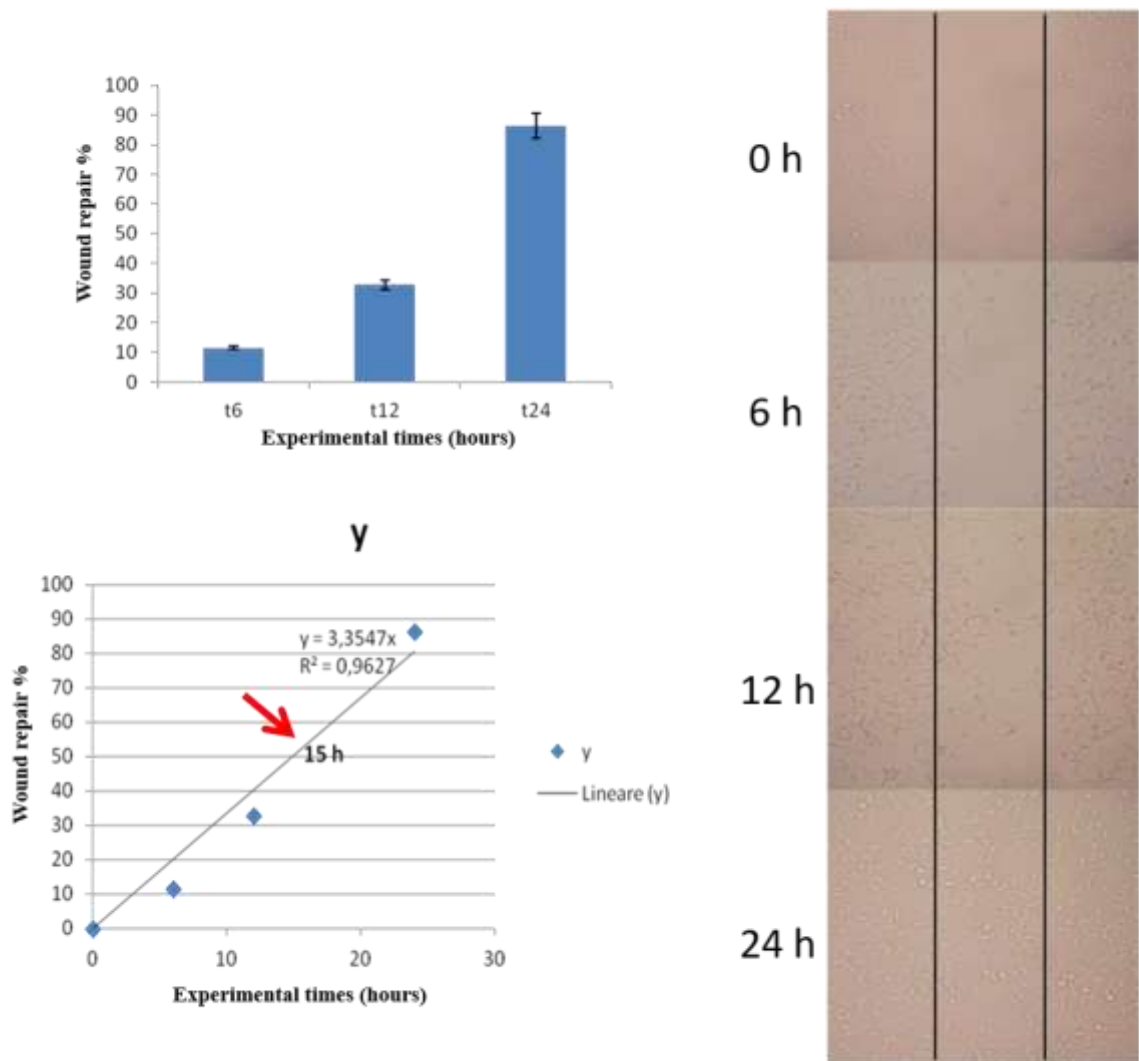 100
90
80
70
60
50
40
30
20
10
0
Wound repair %
t6 t12 t24
Experimental times (hours)
y
100
90
80
70
60
50
40
30
20
10
0
Wound repair %
y = 3,3547x
R² = 0,9627
15 h
y
Lineare (y)
0 10 20 30
Experimental times (hours)
0 h
6 h
12 h
24 h